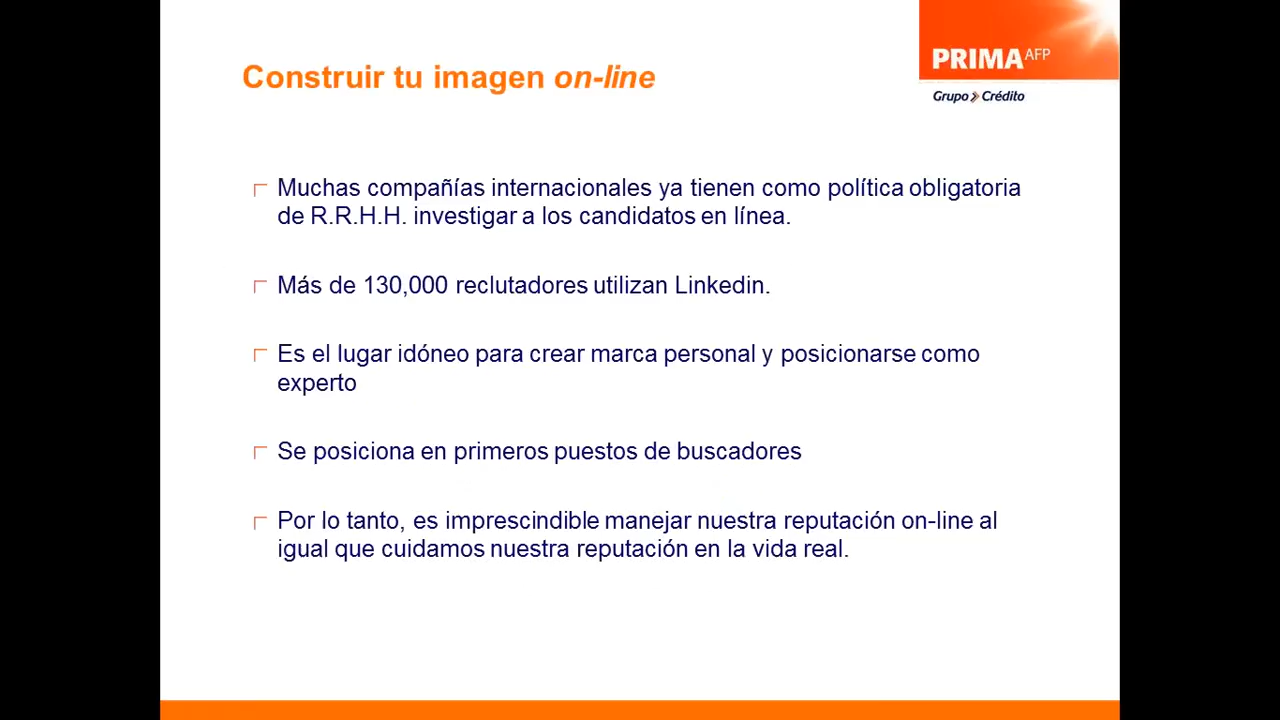 PRIMA AFP
Grupo Crédito
Construir tu imagen on-line
Muchas compañías internacionales ya tienen como política obligatoria
de R.R.H.H. investigar a los candidatos en línea.
Más de 130,000 reclutadores utilizan Linkedin.
Es el lugar idóneo para crear marca personal y posicionarse como
experto
Se posiciona en primeros puestos de buscadores
Por lo tanto, es imprescindible manejar nuestra reputación on-line al
igual que cuidamos nuestra reputación en la vida real.